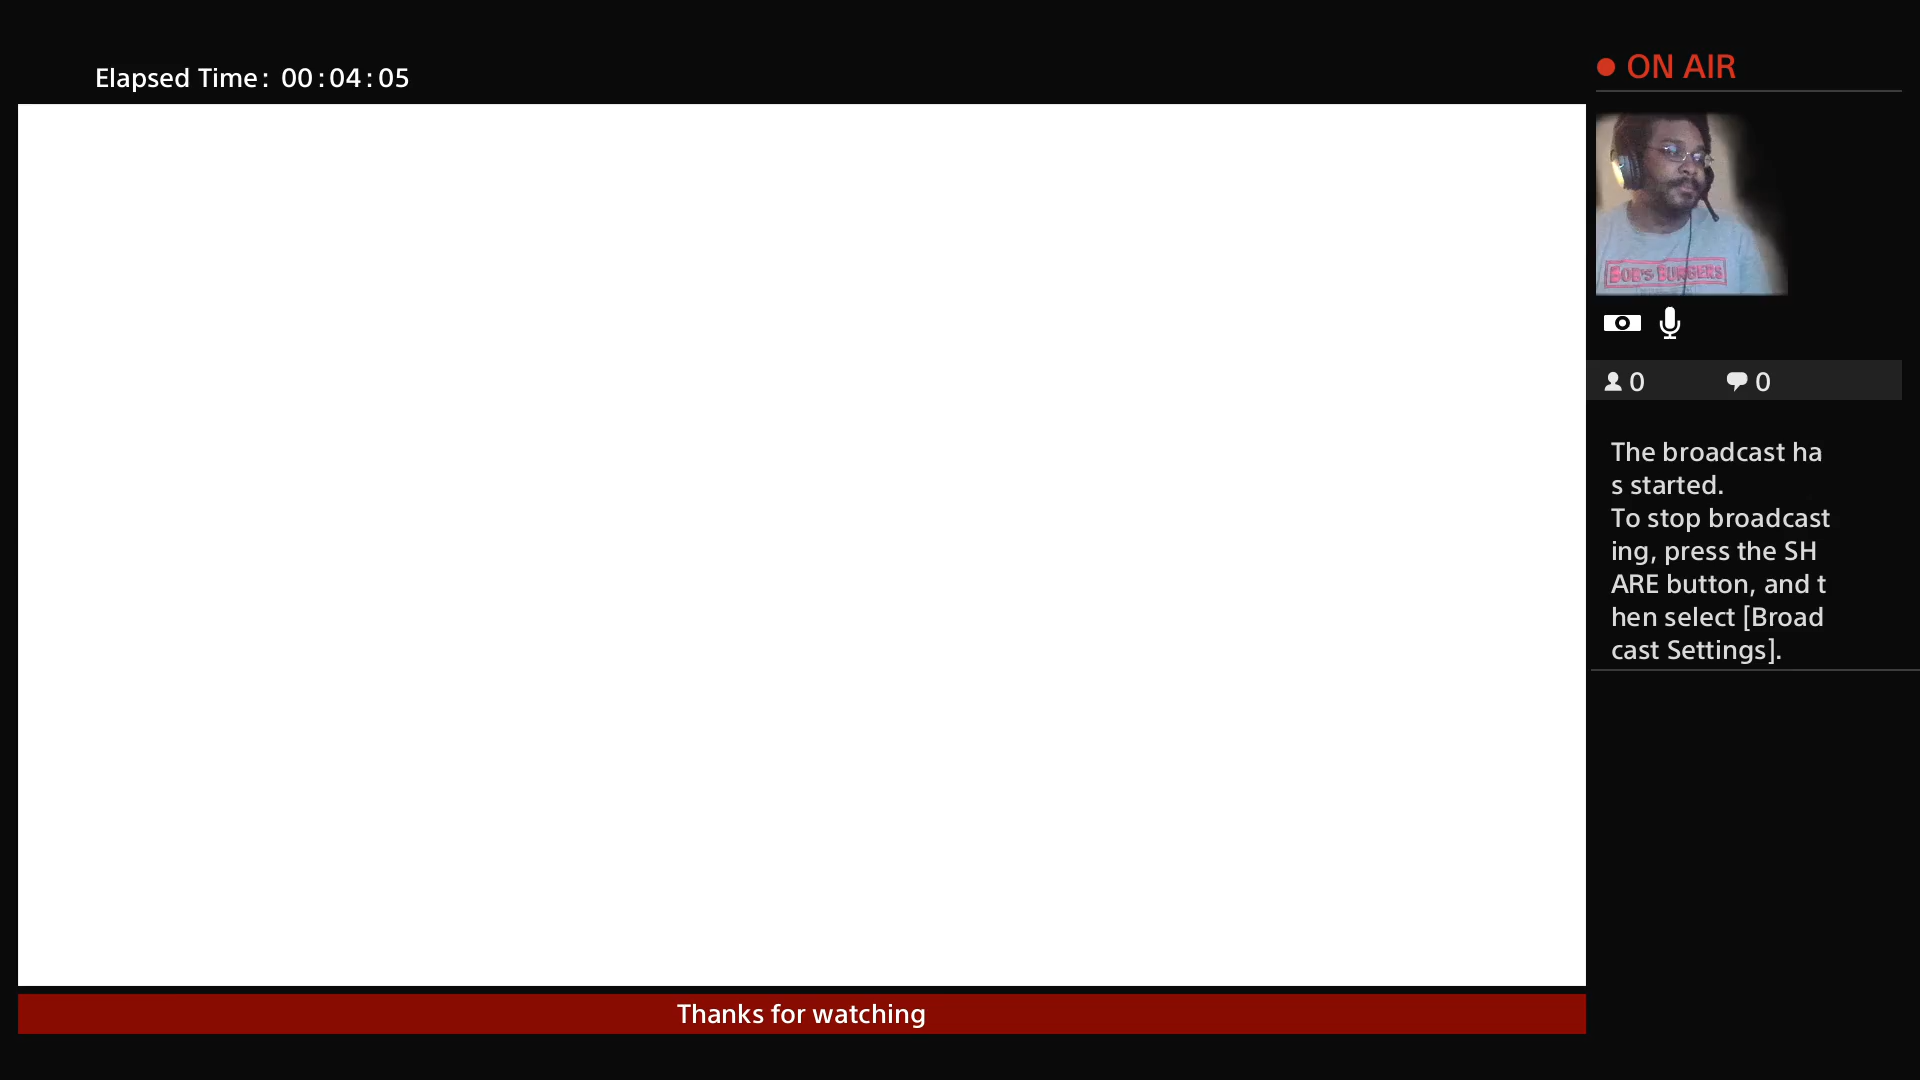 Elapsed Time: 00:04:05
ON AIR
BOB'S BURGERS
0
0
The broadcast ha
s started.
To stop broadcast
ing, press the SH
ARE button, and t
hen select [Broad
cast Settings].
Thanks for watching